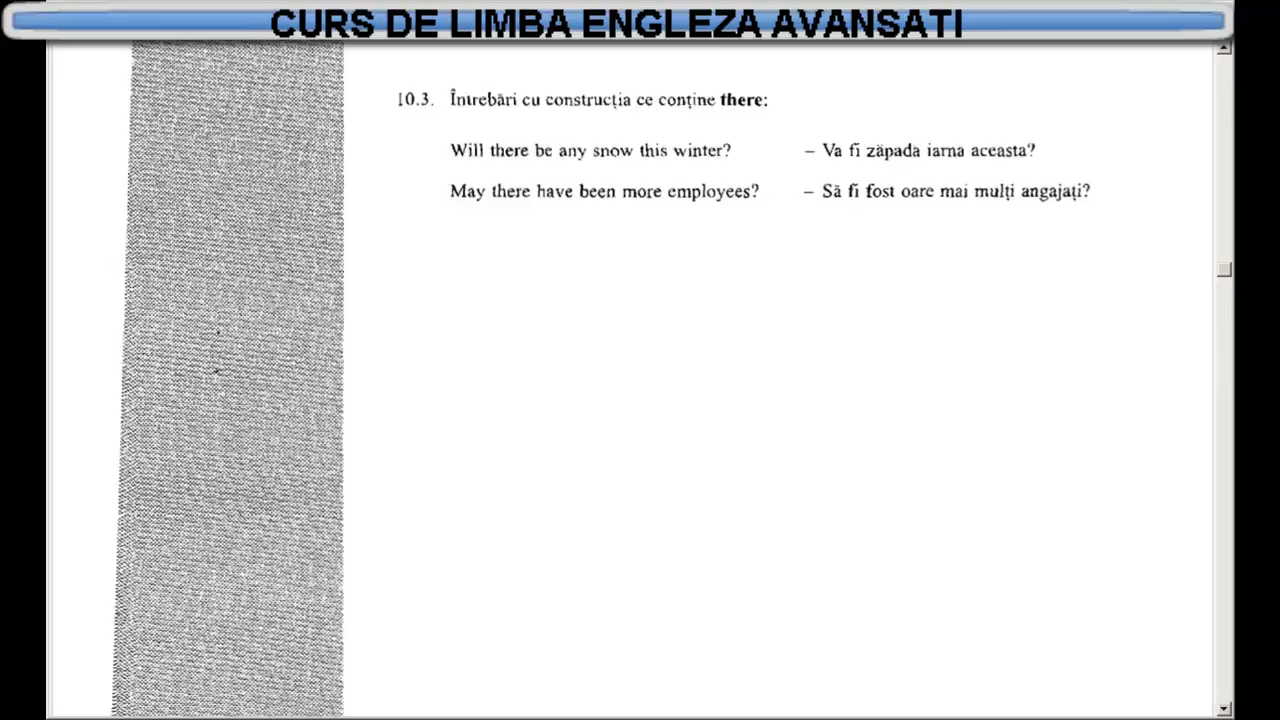 CURS DE LIMBA ENGLEZA AVANSATI
10.3. Întrebări cu construcția ce conține there:
Will there be any snow this winter? – Va fi zăpada iarna aceasta?
May there have been more employees? – Să fi fost oare mai mulți angajați?